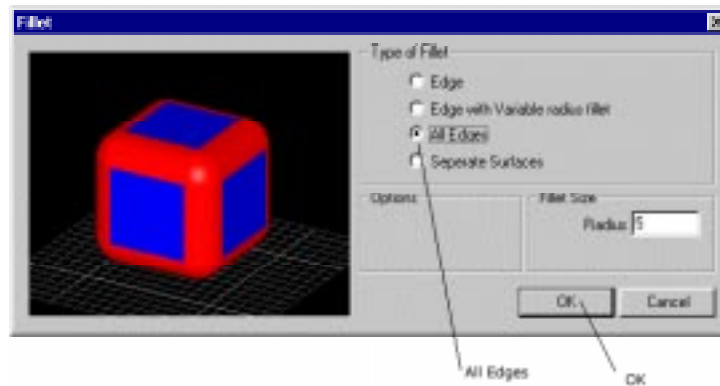 Fillet
Type of Fillet
Edge
Edge with Variable radius fillet
All Edges
Seperate Surfaces
Options
Fillet Size
Radius 5
OK
Cancel
All Edges
OK